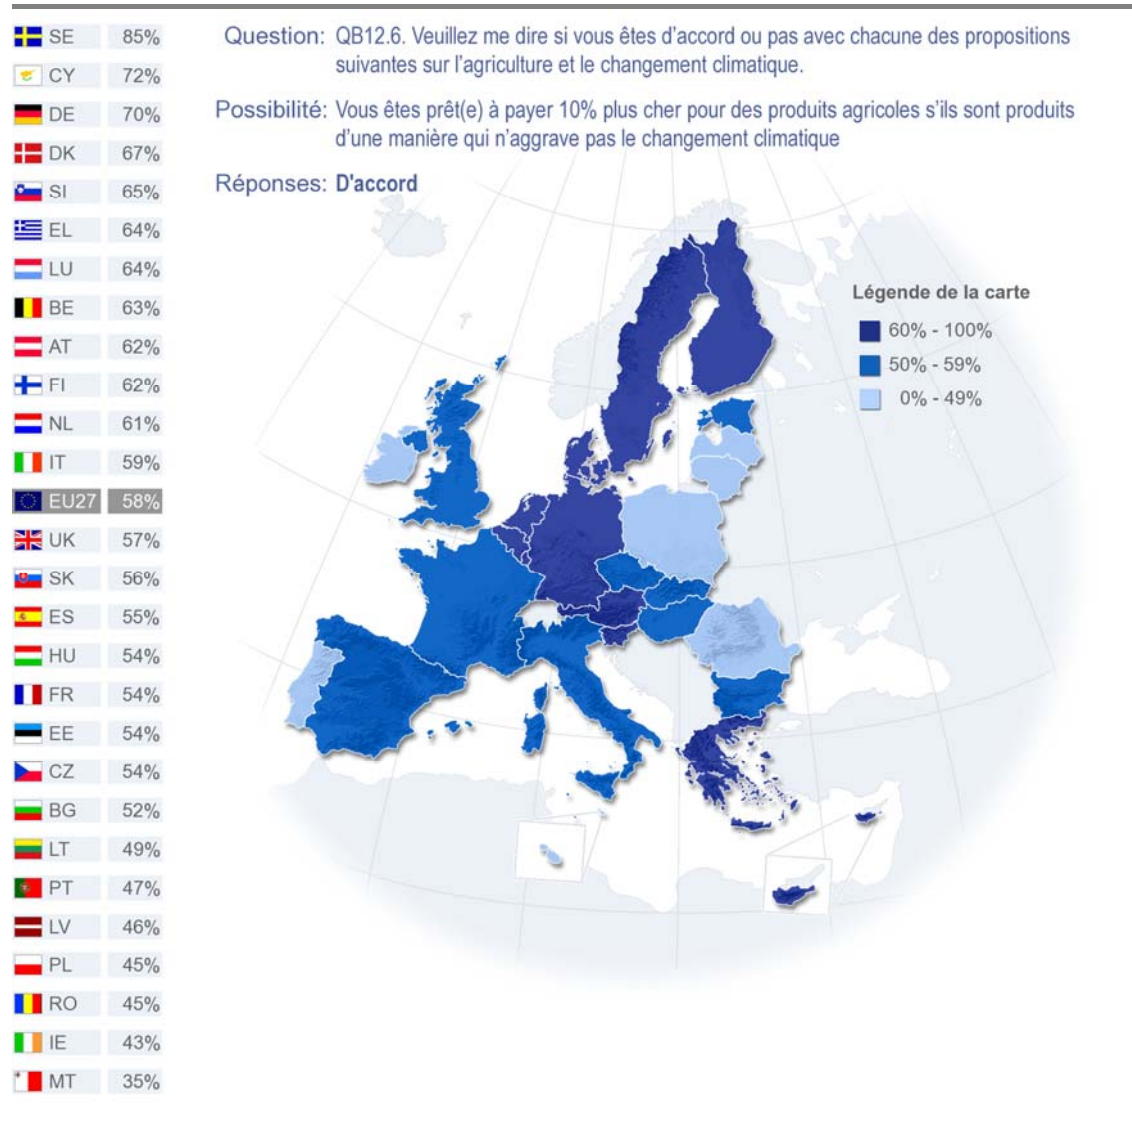 SE 85%
CY 72%
DE 70%
DK 67%
SI 65%
EL 64%
LU 64%
BE 63%
AT 62%
FI 62%
NL 61%
IT 59%
EU27 58%
UK 57%
SK 56%
ES 55%
HU 54%
FR 54%
EE 54%
CZ 54%
BG 52%
LT 49%
PT 47%
LV 46%
PL 45%
RO 45%
IE 43%
MT 35%
Question: QB12.6. Veuillez me dire si vous êtes d’accord ou pas avec chacune des propositions
suivantes sur l’agriculture et le changement climatique.
Possibilité: Vous êtes prêt(e) à payer 10% plus cher pour des produits agricoles s’ils sont produits
d’une manière qui n’aggrave pas le changement climatique
Réponses: D'accord
Légende de la carte
60% - 100%
50% - 59%
0% - 49%